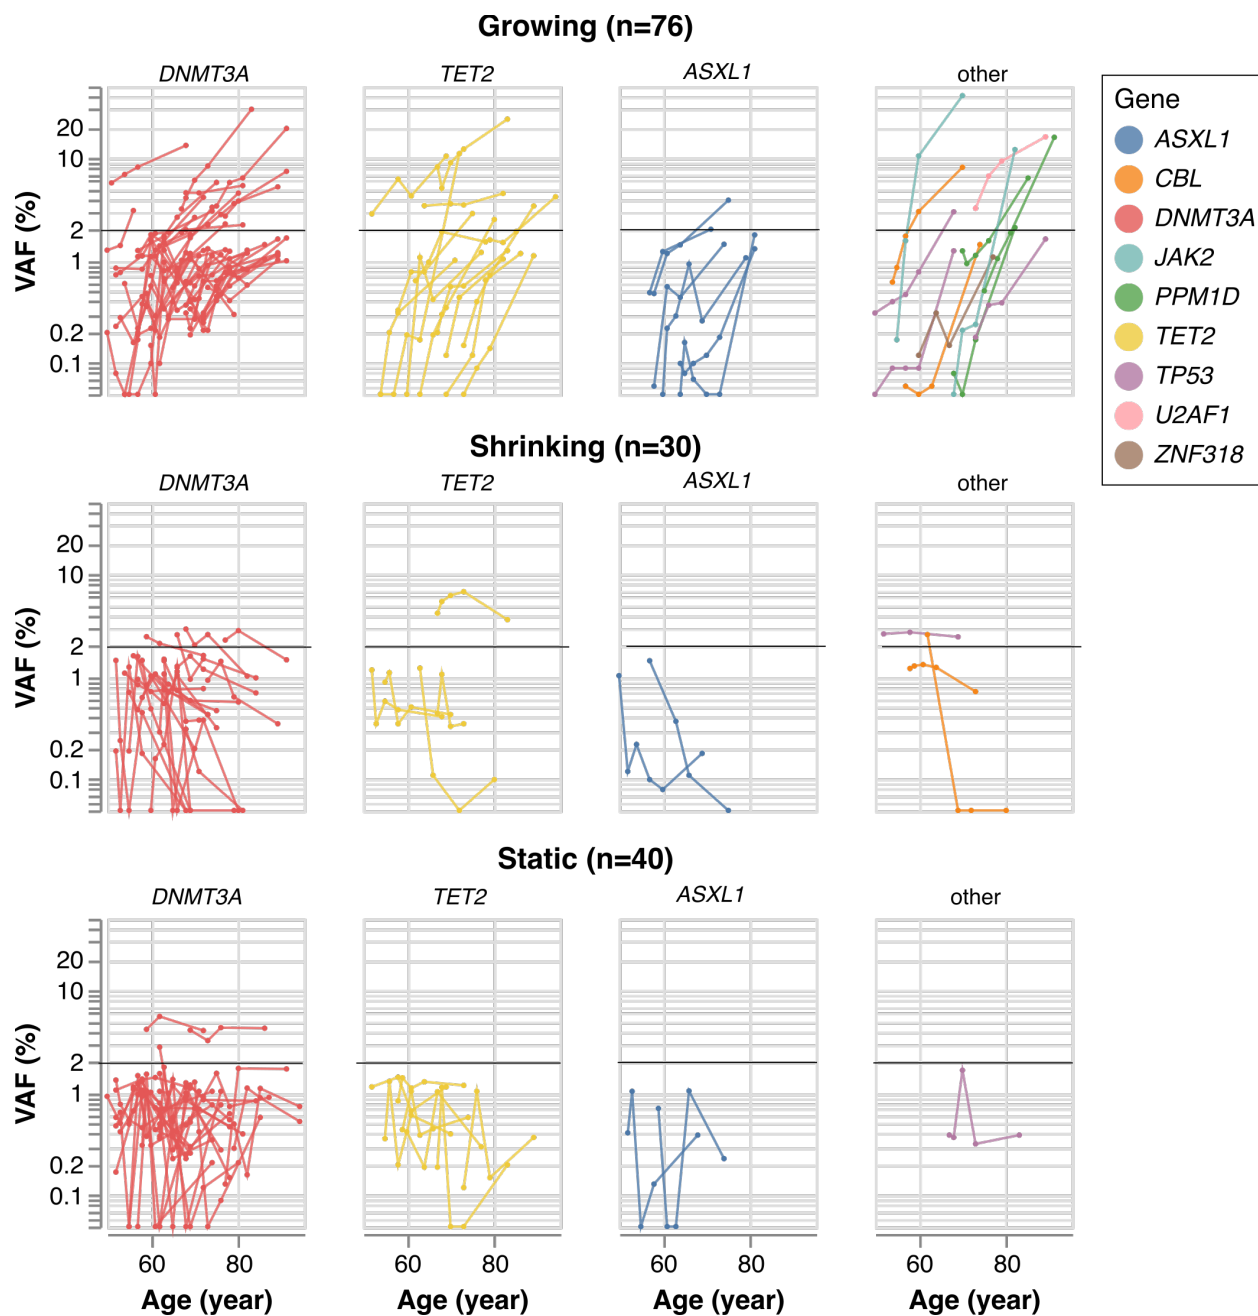 Growing (n=76)
DNMT3A
TET2
ASXL1
other
VAF (%)
20
10
2
1
0.2
0.1
Gene
ASXL1
CBL
DNMT3A
JAK2
PPM1D
TET2
TP53
U2AF1
ZNF318
Shrinking (n=30)
DNMT3A
TET2
ASXL1
other
VAF (%)
20
10
2
1
0.2
0.1
Static (n=40)
DNMT3A
TET2
ASXL1
other
VAF (%)
20
10
2
1
0.2
0.1
60 80
60 80
60 80
60 80
Age (year)
Age (year)
Age (year)
Age (year)